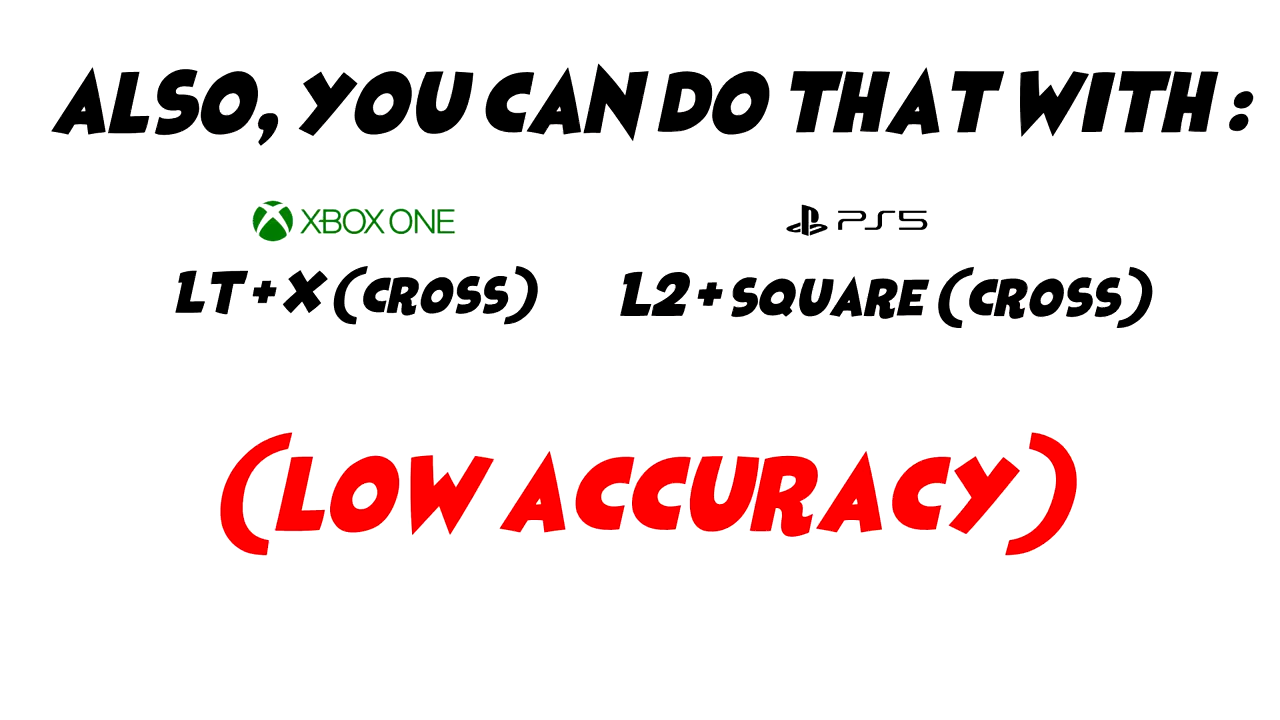 ALSO, YOU CAN DO THAT WITH :
XBOX ONE PS5
LT + X (CROSS) L2 + SQUARE (CROSS)
(LOW ACCURACY)